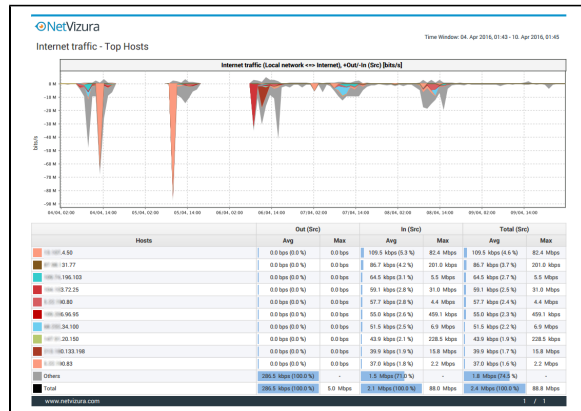 NetVizura
Time Window: 04. Apr 2016, 01:43 - 10. Apr 2016, 01:45
Internet traffic - Top Hosts
Internet traffic (Local network <=> Internet), +Out/-In (Src) [bits/s]
bits/s
0 M
-10 M
-20 M
-30 M
-40 M
-50 M
-60 M
-70 M
-80 M
-90 M
04/04, 02:00 04/04, 14:00 05/04, 02:00 05/04, 14:00 06/04, 02:00 06/04, 14:00 07/04, 02:00 07/04, 14:00 08/04, 02:00 08/04, 14:00 09/04, 02:00 09/04, 14:00
Out (Src) In (Src) Total (Src)
Hosts Avg Max Avg Max Avg Max
.4.50 0.0 bps (0.0 %) 0.0 bps 109.5 kbps (5.3 %) 82.4 Mbps 109.5 kbps (4.6 %) 82.4 Mbps
.31.77 0.0 bps (0.0 %) 0.0 bps 86.7 kbps (4.2 %) 201.0 kbps 86.7 kbps (3.7 %) 201.0 kbps
.196.103 0.0 bps (0.0 %) 0.0 bps 64.5 kbps (3.1 %) 5.5 Mbps 64.5 kbps (2.7 %) 5.5 Mbps
3.72.25 0.0 bps (0.0 %) 0.0 bps 59.1 kbps (2.8 %) 31.0 Mbps 59.1 kbps (2.5 %) 31.0 Mbps
0.80 0.0 bps (0.0 %) 0.0 bps 57.7 kbps (2.8 %) 4.4 Mbps 57.7 kbps (2.4 %) 4.4 Mbps
6.96.95 0.0 bps (0.0 %) 0.0 bps 55.0 kbps (2.6 %) 459.1 kbps 55.0 kbps (2.3 %) 459.1 kbps
.34.100 0.0 bps (0.0 %) 0.0 bps 51.5 kbps (2.5 %) 6.9 Mbps 51.5 kbps (2.2 %) 6.9 Mbps
.20.150 0.0 bps (0.0 %) 0.0 bps 43.9 kbps (2.1 %) 228.5 kbps 43.9 kbps (1.9 %) 228.5 kbps
0.133.198 0.0 bps (0.0 %) 0.0 bps 39.9 kbps (1.9 %) 15.8 Mbps 39.9 kbps (1.7 %) 15.8 Mbps
0.83 0.0 bps (0.0 %) 0.0 bps 37.0 kbps (1.8 %) 2.2 Mbps 37.0 kbps (1.6 %) 2.2 Mbps
Others 286.5 kbps (100.0 %) - 1.5 Mbps (71.0 %) - 1.8 Mbps (74.5 %) -
Total 286.5 kbps (100.0 %) 5.0 Mbps 2.1 Mbps (100.0 %) 88.0 Mbps 2.4 Mbps (100.0 %) 88.8 Mbps
www.netvizura.com 1 / 1